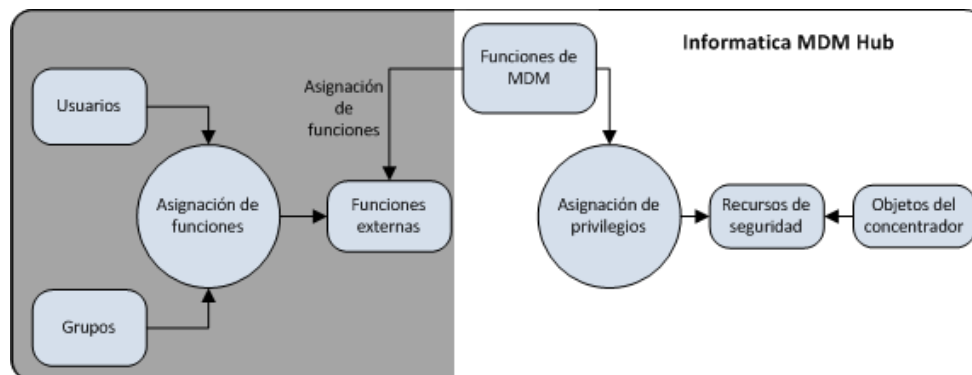 Informatica MDM Hub
Funciones de
MDM
Asignación
de
funciones
Usuarios
Asignación de
funciones
Funciones
externas
Asignación de
privilegios
Recursos de
seguridad
Objetos del
concentrador
Grupos